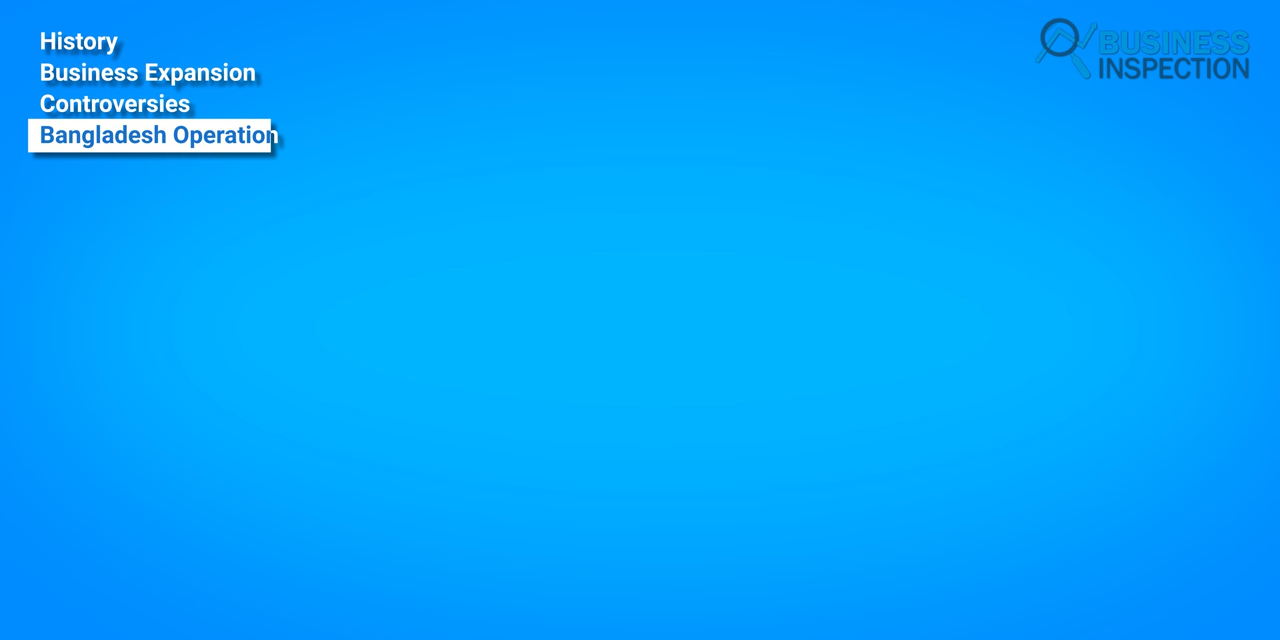 History
Business Expansion
Controversies
Bangladesh Operation
BUSINESS
INSPECTION